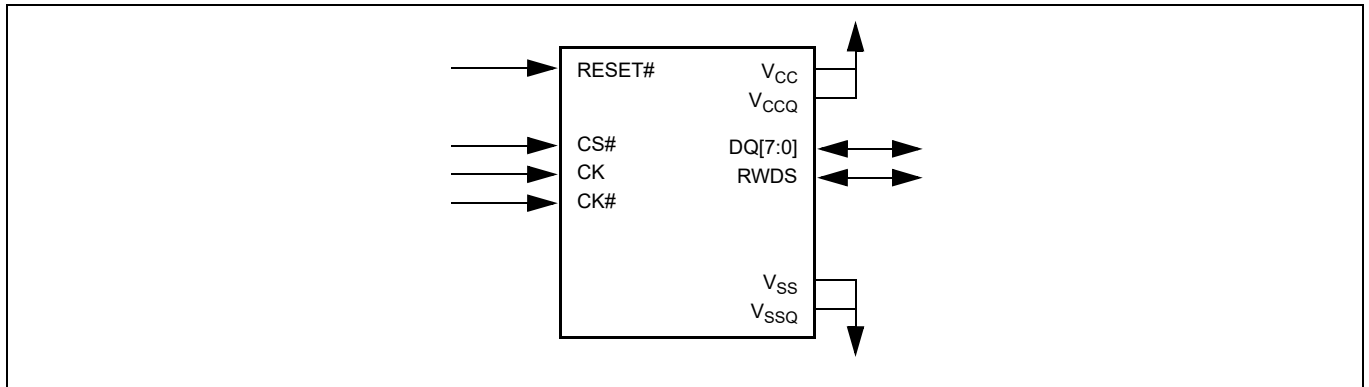 RESET#
CS#
CK
CK#
VCC
VCCQ
DQ[7:0]
RWDS
VSS
VSSQ